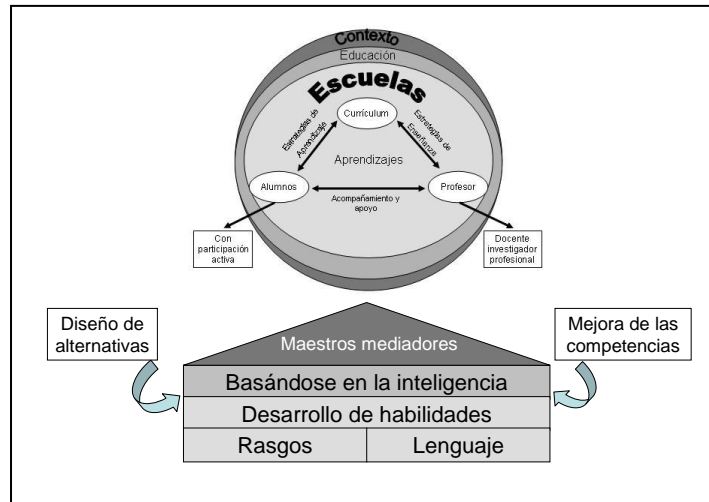 Contexto
Educación
Escuelas
Currículum
Estrategias de
Aprendizaje
Estrategias de
Enseñanza
Aprendizajes
Alumnos
Profesor
Acompañamiento y
apoyo
Con
participación
activa
Docente
investigador
profesional
Diseño de
alternativas
Maestros mediadores
Mejora de las
competencias
Basándose en la inteligencia
Desarrollo de habilidades
Rasgos
Lenguaje